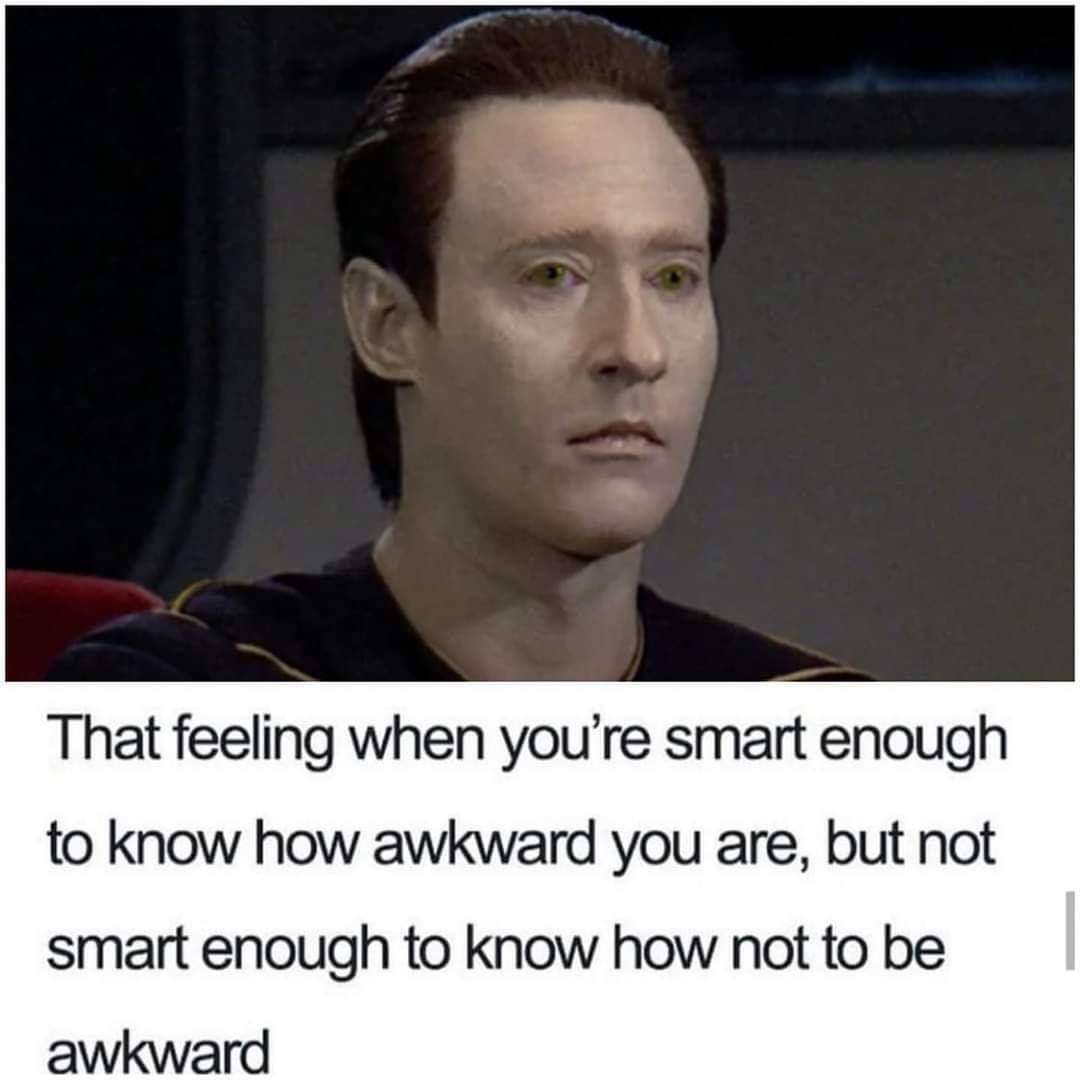 That feeling when you’re smart enough
to know how awkward you are, but not
smart enough to know how not to be
awkward